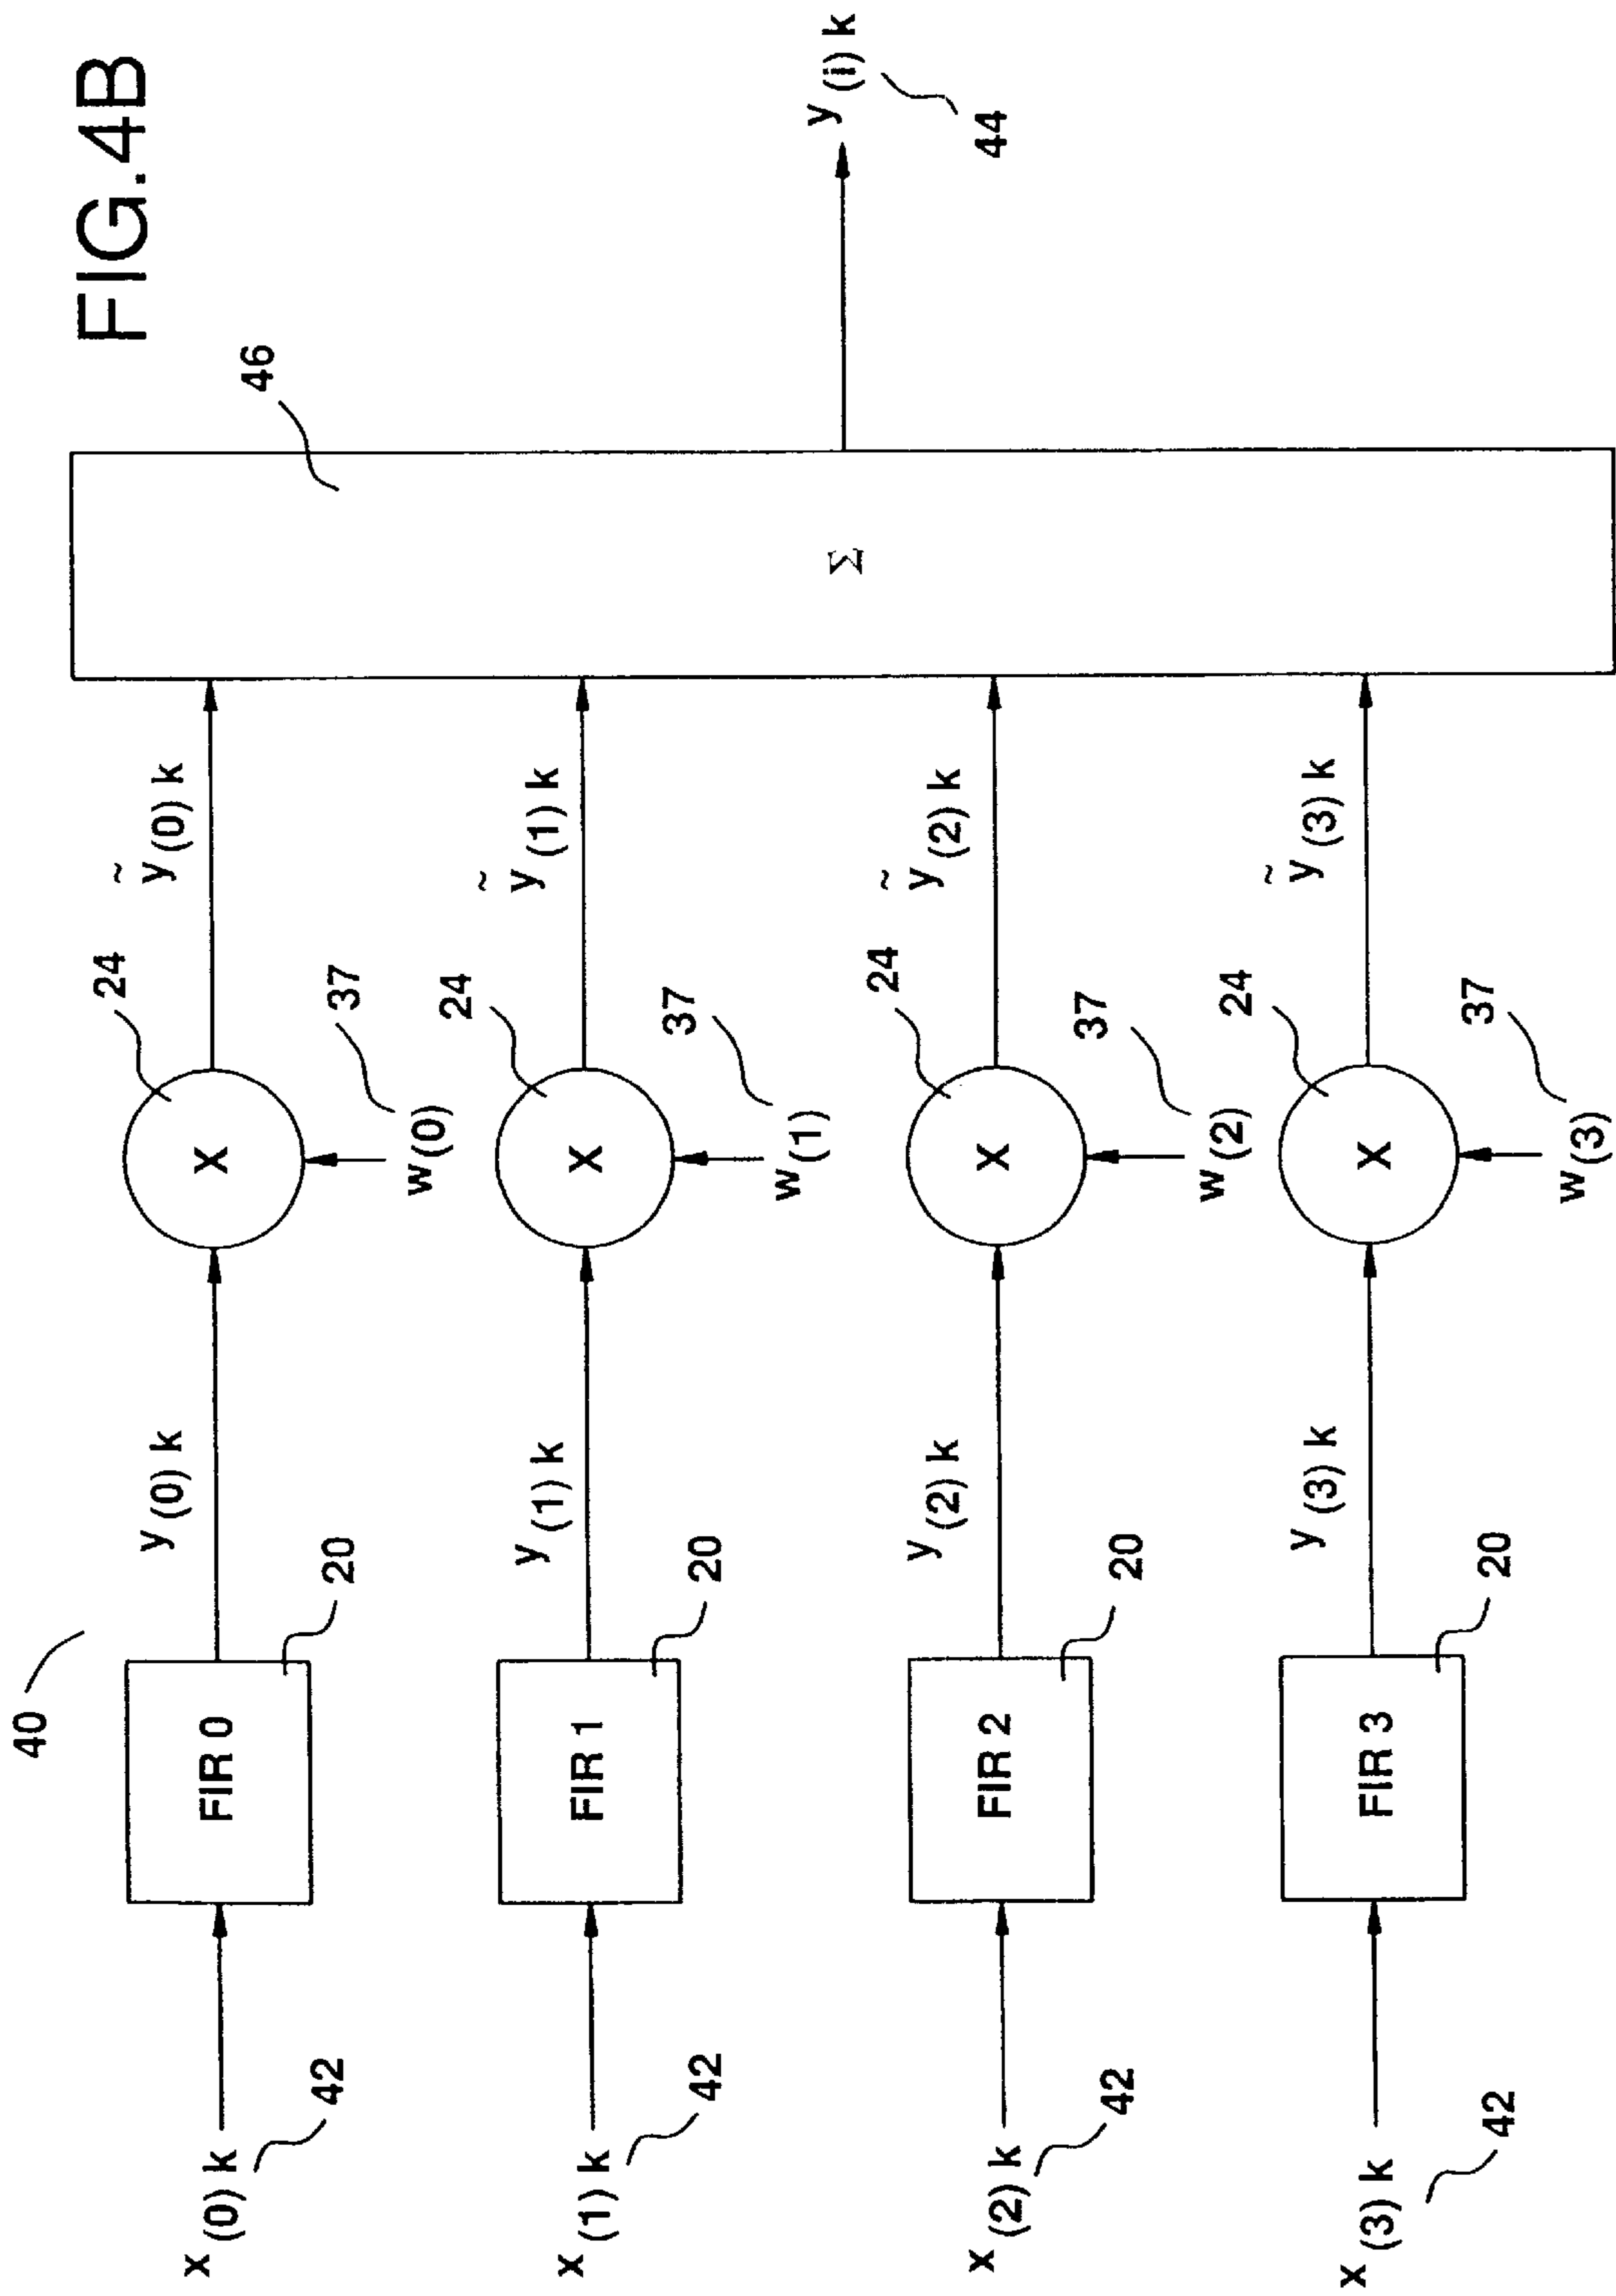 FIG.4B
40
x(0) k
42
FIR 0
20
y(0) k
X
24
w(0)
37
ỹ(0) k
x(1) k
42
FIR 1
20
y(1) k
X
24
w(1)
37
ỹ(1) k
x(2) k
42
FIR 2
20
y(2) k
X
24
w(2)
37
ỹ(2) k
x(3) k
42
FIR 3
20
y(3) k
X
24
w(3)
37
ỹ(3) k
Σ
46
y(i) k
44